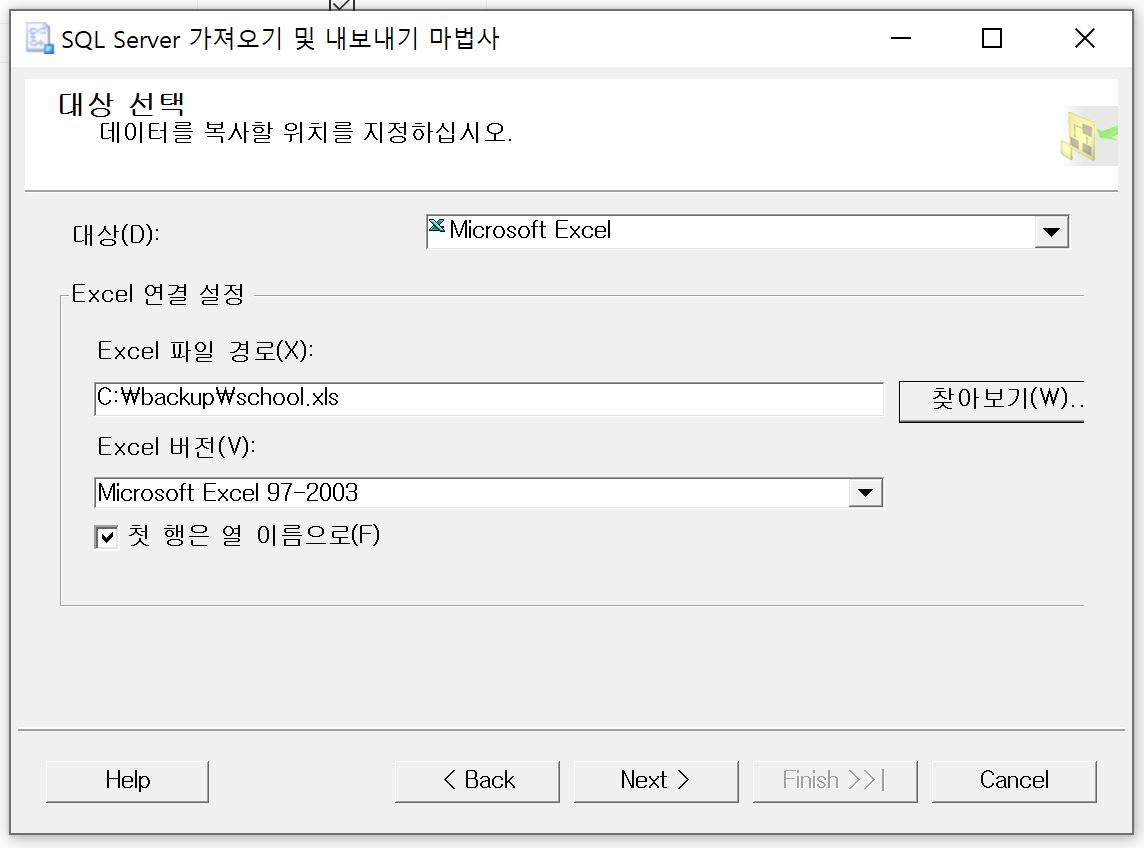 SQL Server 가져오기 및 내보내기 마법사
대상 선택
데이터를 복사할 위치를 지정하십시오.
대상(D):
Microsoft Excel
Excel 연결 설정
Excel 파일 경로(X):
C:₩backup₩school.xls
찾아보기(W)..
Excel 버전(V):
Microsoft Excel 97-2003
첫 행은 열 이름으로(F)
Help
< Back
Next >
Finish >>|
Cancel